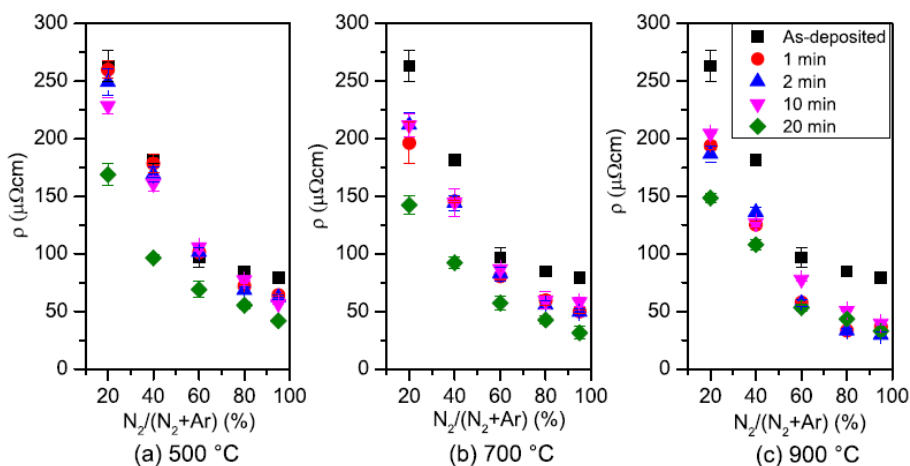 300
250
200
150
100
50
0
ρ (μΩcm)
20 40 60 80 100
N₂/(N₂+Ar) (%)
(a) 500 °C
300
250
200
150
100
50
0
ρ (μΩcm)
20 40 60 80 100
N₂/(N₂+Ar) (%)
(b) 700 °C
300
250
200
150
100
50
0
ρ (μΩcm)
As-deposited
1 min
2 min
10 min
20 min
20 40 60 80 100
N₂/(N₂+Ar) (%)
(c) 900 °C